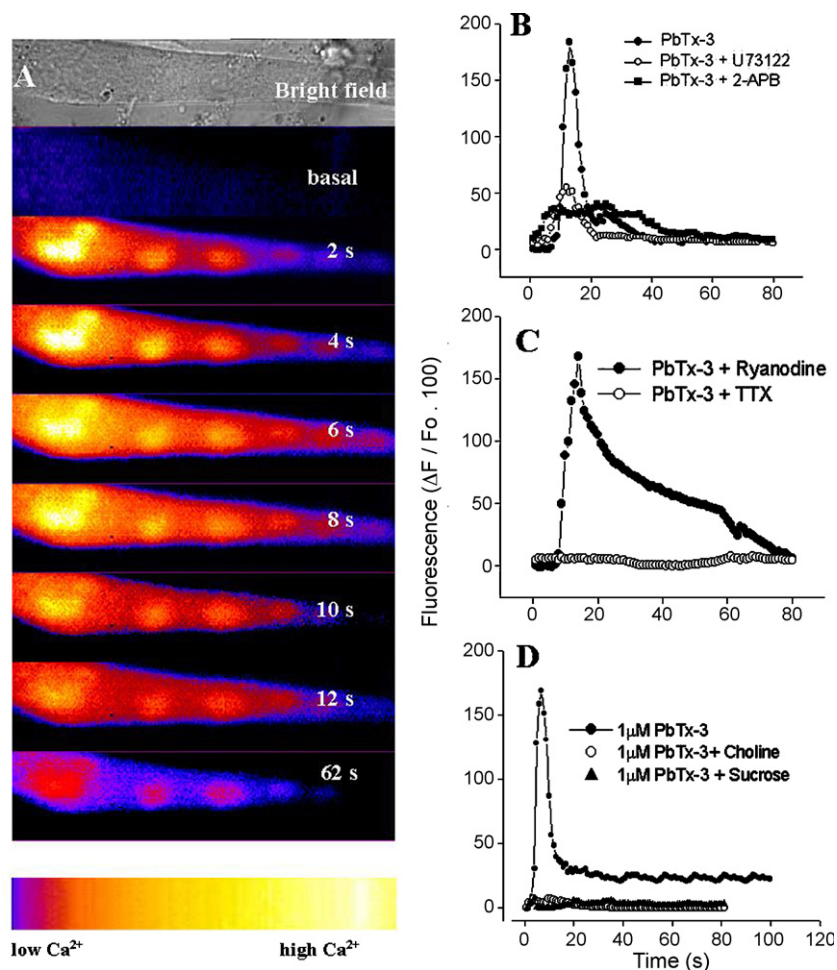 A
Bright field
basal
2 s
4 s
6 s
8 s
10 s
12 s
62 s
low Ca²⁺
high Ca²⁺
Fluorescence (ΔF / Fo . 100)
B
PbTx-3
PbTx-3 + U73122
PbTx-3 + 2-APB
200
150
100
50
0
0
20
40
60
80
C
PbTx-3 + Ryanodine
PbTx-3 + TTX
200
150
100
50
0
0
20
40
60
80
D
1μM PbTx-3
1μM PbTx-3+ Choline
1μM PbTx-3 + Sucrose
200
150
100
50
0
0
20
40
60
80
100
120
Time (s)